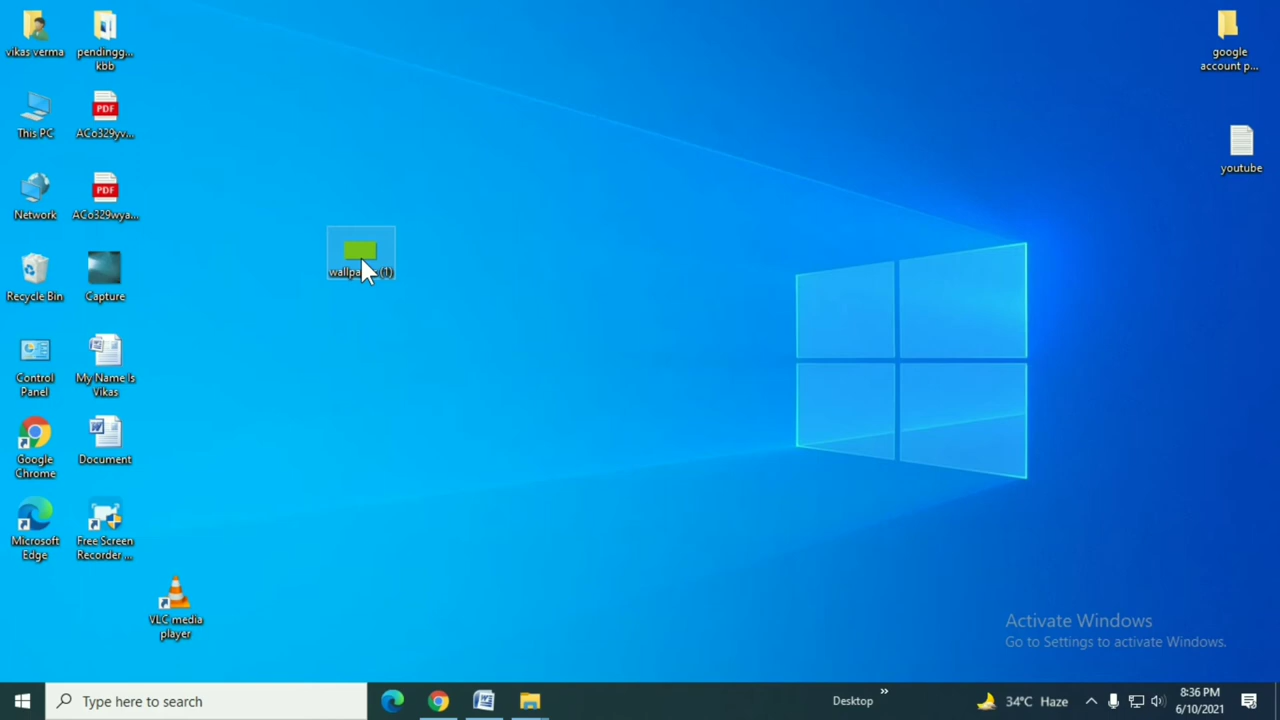 vikas verma
pendingg...
kbb
google
account p...
This PC
ACo329yv...
youtube
Network
ACo329wya...
(1)
Recycle Bin
Capture
Control
Panel
My Name Is
Vikas
Google
Chrome
Document
Microsoft
Edge
Free Screen
Recorder ...
VLC media
player
Activate Windows
Go to Settings to activate Windows.
Type here to search
Desktop
34°C Haze
8:36 PM
6/10/2021